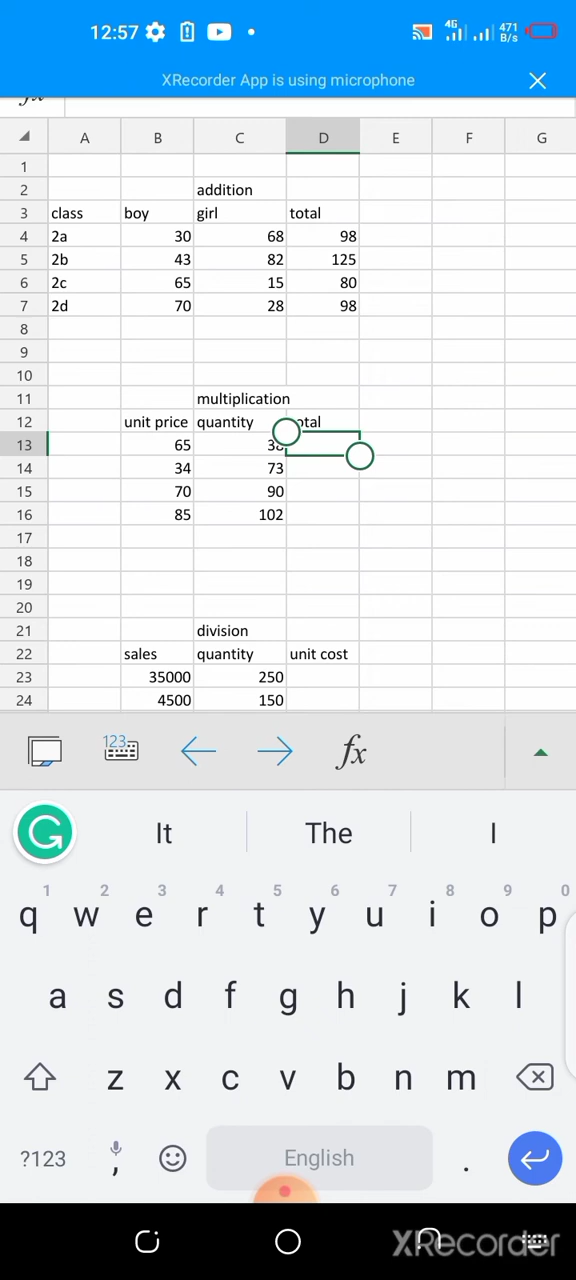 12:57 4G 471 B/s
XRecorder App is using microphone
fx
A B C D E F G
1
2 addition
3 class boy girl total
4 2a 30 68 98
5 2b 43 82 125
6 2c 65 15 80
7 2d 70 28 98
8
9
10
11 multiplication
12 unit price quantity
13 65
14 34 73
15 70 90
16 85 102
17
18
19
20
21 division
22 sales quantity unit cost
23 35000 250
24 4500 150
123 fx
It The I
1 2 3 4 5 6 7 8 9 0
q w e r t y u i o p
a s d f g h j k l
z x c v b n m
?123 , English .
XRecorder